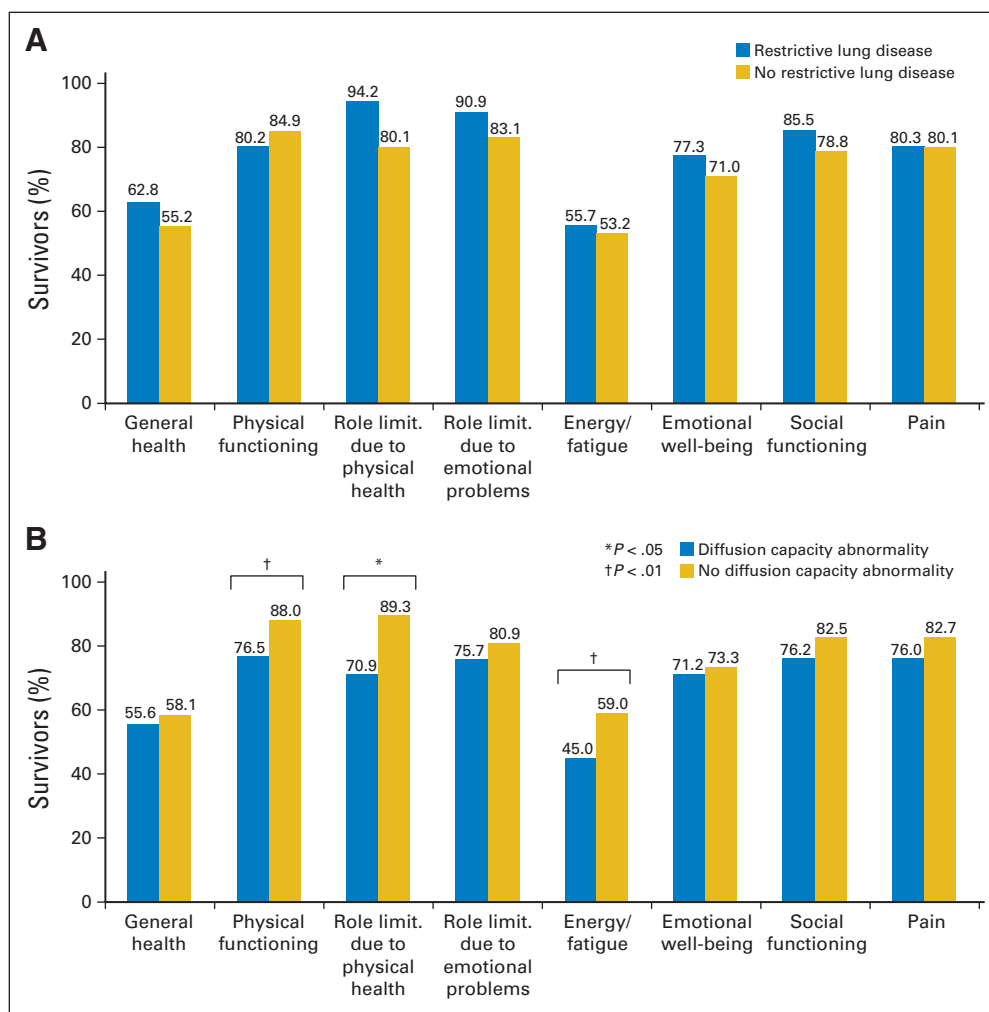 A
Restrictive lung disease
No restrictive lung disease
Survivors (%)
100
80
60
40
20
0
62.8
55.2
80.2
84.9
94.2
80.1
90.9
83.1
55.7
53.2
77.3
71.0
85.5
78.8
80.3
80.1
General
health
Physical
functioning
Role limit.
due to
physical
health
Role limit.
due to
emotional
problems
Energy/
fatigue
Emotional
well-being
Social
functioning
Pain
B
*P < .05
†P < .01
Diffusion capacity abnormality
No diffusion capacity abnormality
Survivors (%)
100
80
60
40
20
0
†
*
†
55.6
58.1
76.5
88.0
70.9
89.3
75.7
80.9
45.0
59.0
71.2
73.3
76.2
82.5
76.0
82.7
General
health
Physical
functioning
Role limit.
due to
physical
health
Role limit.
due to
emotional
problems
Energy/
fatigue
Emotional
well-being
Social
functioning
Pain